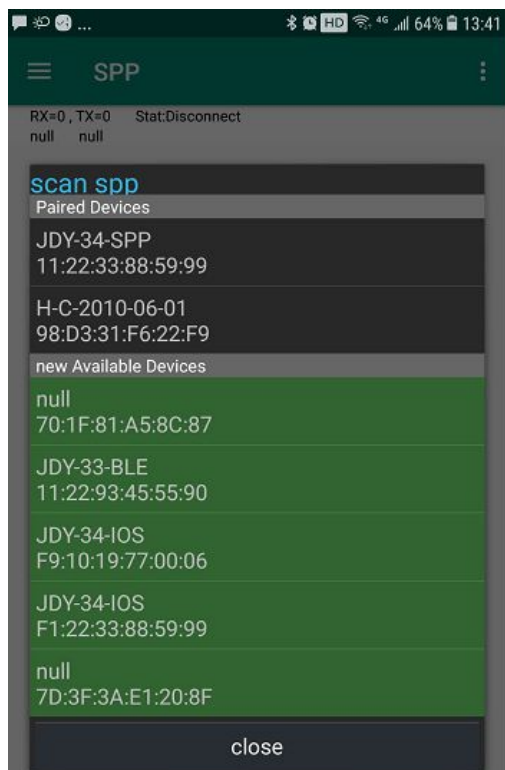 ... HD 4G 64% 13:41
SPP
RX=0 , TX=0 Stat:Disconnect
null null
scan spp
Paired Devices
JDY-34-SPP
11:22:33:88:59:99
H-C-2010-06-01
98:D3:31:F6:22:F9
new Available Devices
null
70:1F:81:A5:8C:87
JDY-33-BLE
11:22:93:45:55:90
JDY-34-IOS
F9:10:19:77:00:06
JDY-34-IOS
F1:22:33:88:59:99
null
7D:3F:3A:E1:20:8F
close